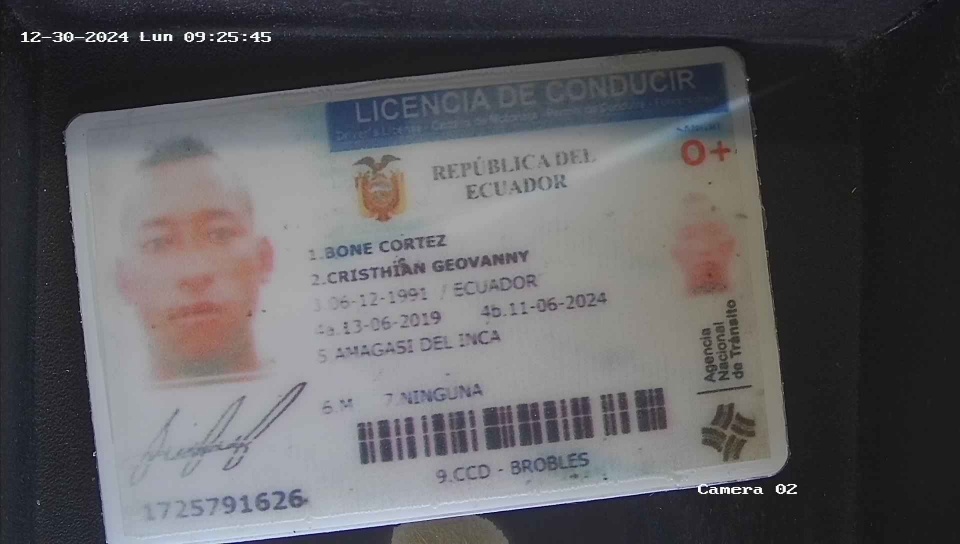 12-30-2024 Lun 09:25:45
LICENCIA DE CONDUCIR
SANGRE
O+
REPÚBLICA DEL
ECUADOR
1.BONE CORTEZ
2.CRISTHIAN GEOVANNY
3.06-12-1991 / ECUADOR
4a.13-06-2019 4b.11-06-2024
5 AMAGASI DEL INCA
6.M 7.NINGUNA
9.CCD - BROBLES
1725791626
Agencia
Nacional
de Tránsito
Camera 02